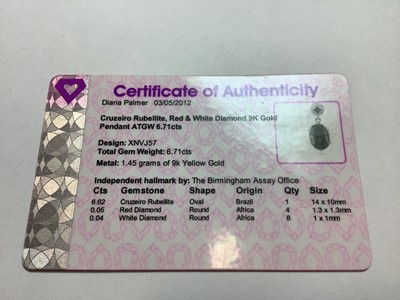 Certificate of Authenticity
Diana Palmer 03/05/2012
Cruzeiro Rubellite, Red & White Diamond 9K Gold
Pendant ATGW 6.71cts
Design: XNVJ57
Total Gem Weight: 6.71cts
Metal: 1.45 grams of 9k Yellow Gold
Independent hallmark by: The Birmingham Assay Office
Cts Gemstone Shape Origin Qty Size
6.62 Cruzeiro Rubellite Oval Brazil 1 14 x 10mm
0.05 Red Diamond Round Africa 4 1.3 x 1.3mm
0.04 White Diamond Round Africa 8 1 x 1mm